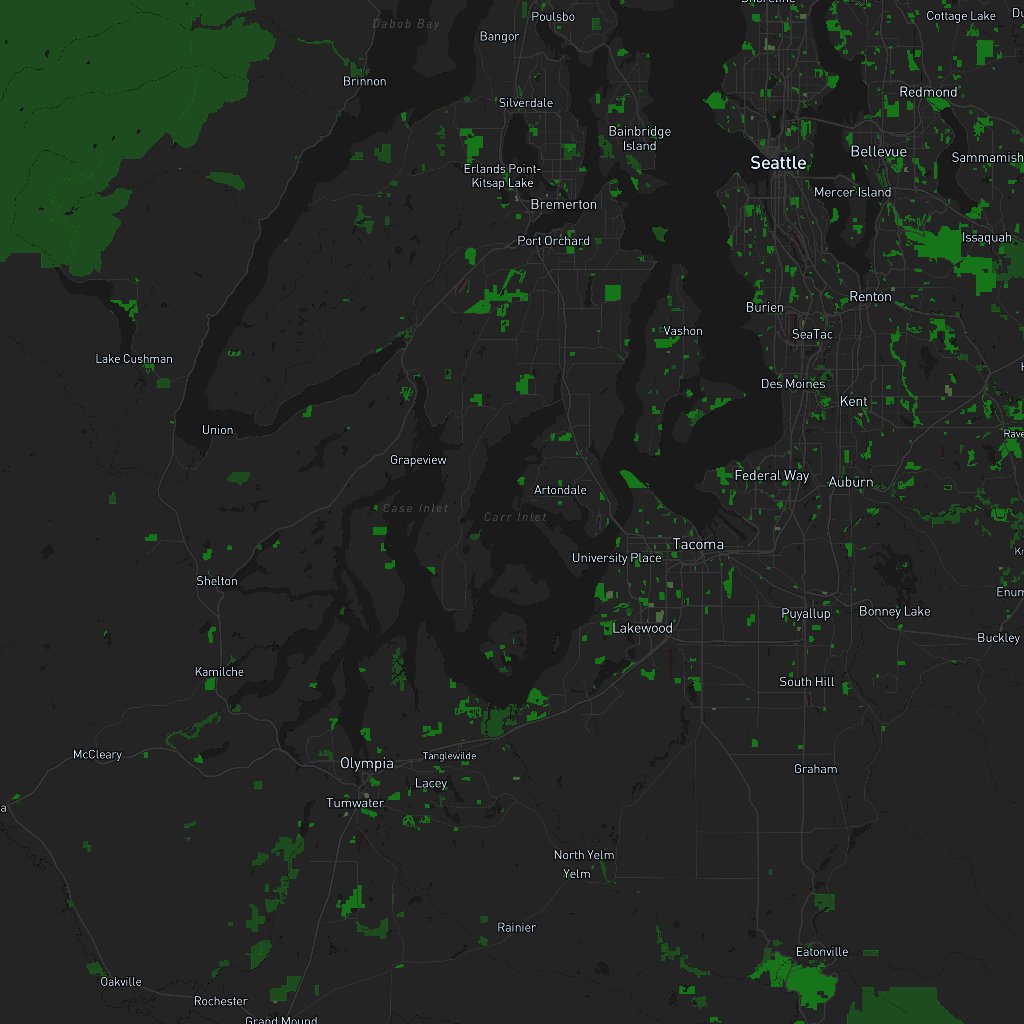 Shoreline
Cottage Lake
Dabob Bay
Poulsbo
Bangor
Brinnon
Redmond
Silverdale
Bainbridge
Island
Bellevue
Sammamish
Seattle
Erlands Point-
Kitsap Lake
Mercer Island
Bremerton
Port Orchard
Issaquah
Renton
Burien
Vashon
SeaTac
Lake Cushman
Des Moines
Kent
Union
Grapeview
Federal Way
Auburn
Artondale
Case Inlet
Carr Inlet
Tacoma
University Place
Shelton
Puyallup
Bonney Lake
Lakewood
Buckley
Kamilche
South Hill
McCleary
Olympia
Tanglewilde
Graham
Lacey
Tumwater
North Yelm
Yelm
Rainier
Eatonville
Oakville
Rochester
Grand Mound